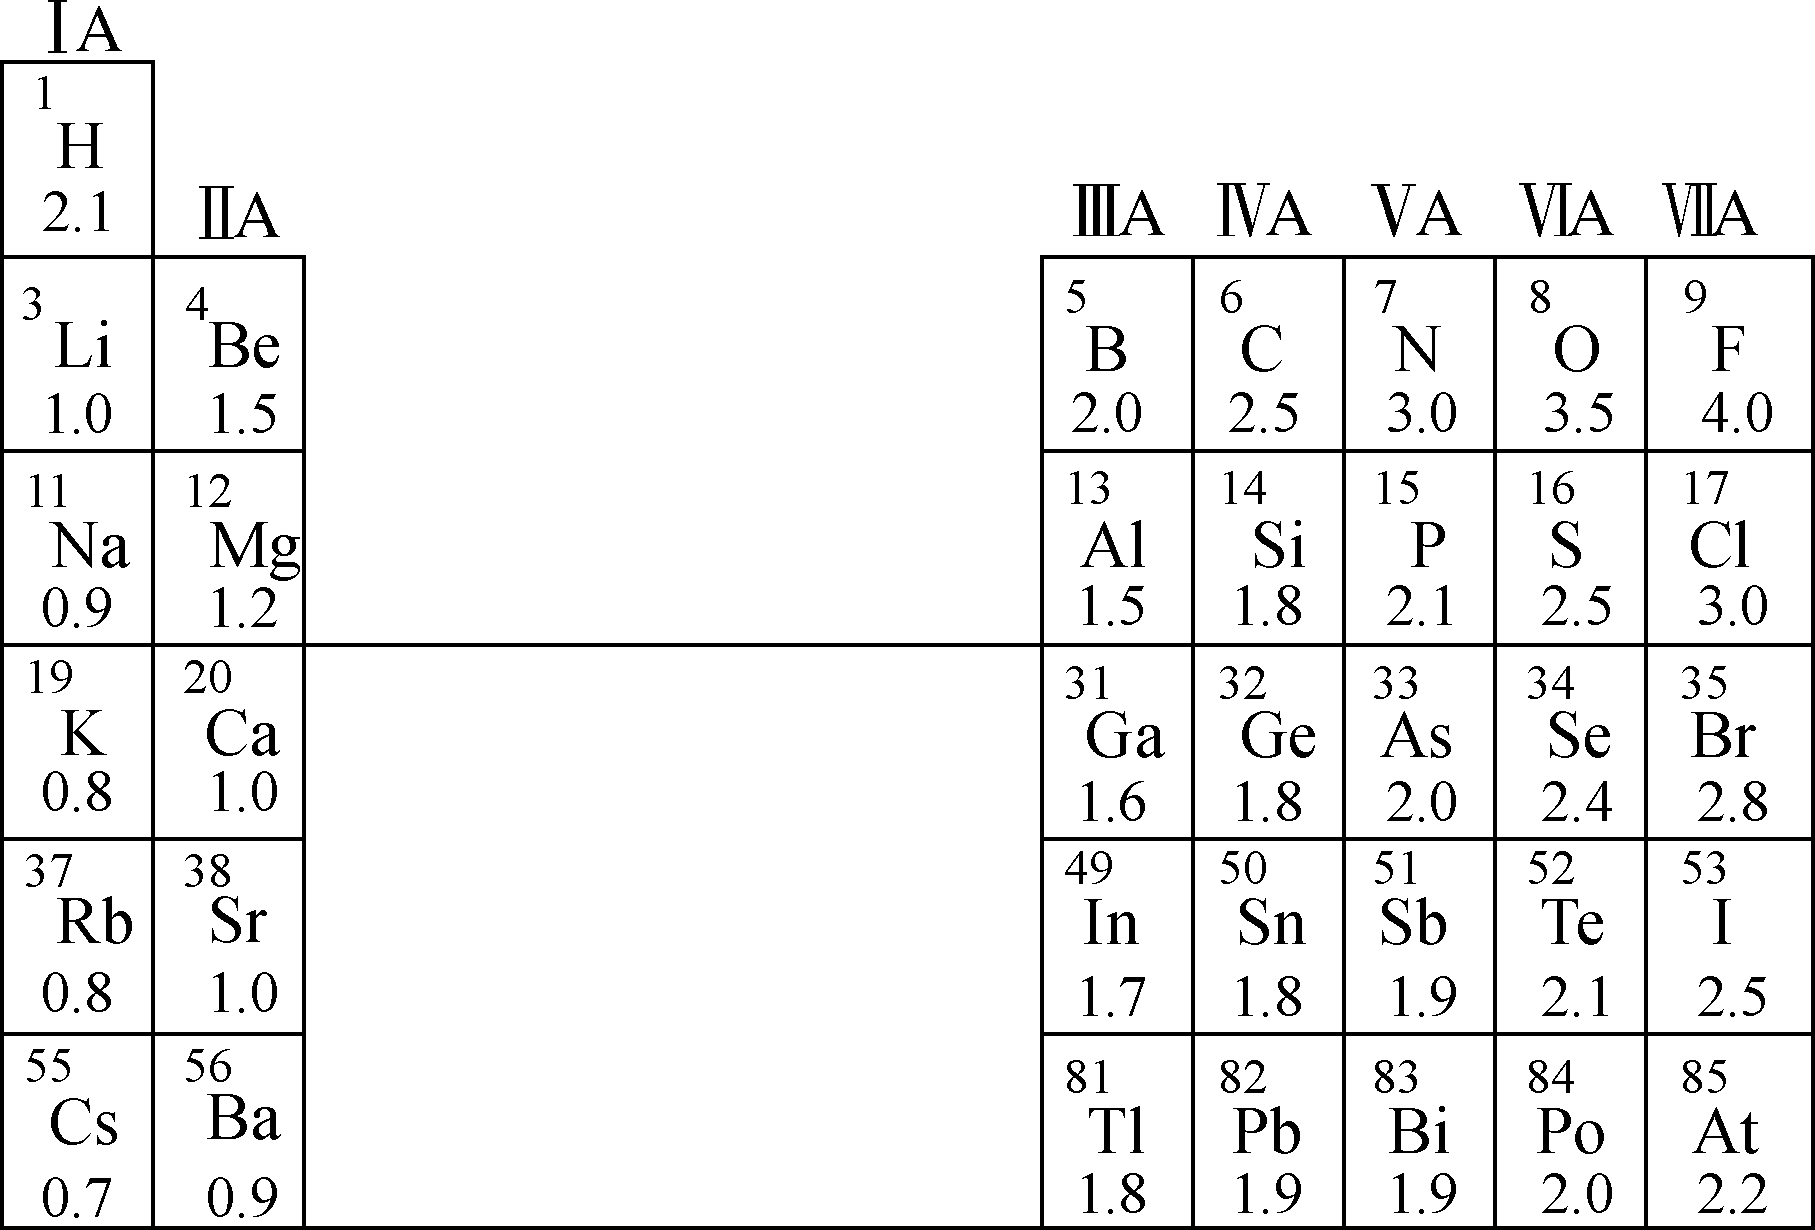 ⅠA
1
H
2.1 ⅡA ⅢA ⅣA ⅤA ⅥA ⅦA
3 4 5 6 7 8 9
Li Be B C N O F
1.0 1.5 2.0 2.5 3.0 3.5 4.0
11 12 13 14 15 16 17
Na Mg Al Si P S Cl
0.9 1.2 1.5 1.8 2.1 2.5 3.0
19 20 31 32 33 34 35
K Ca Ga Ge As Se Br
0.8 1.0 1.6 1.8 2.0 2.4 2.8
37 38 49 50 51 52 53
Rb Sr In Sn Sb Te I
0.8 1.0 1.7 1.8 1.9 2.1 2.5
55 56 81 82 83 84 85
Cs Ba Tl Pb Bi Po At
0.7 0.9 1.8 1.9 1.9 2.0 2.2